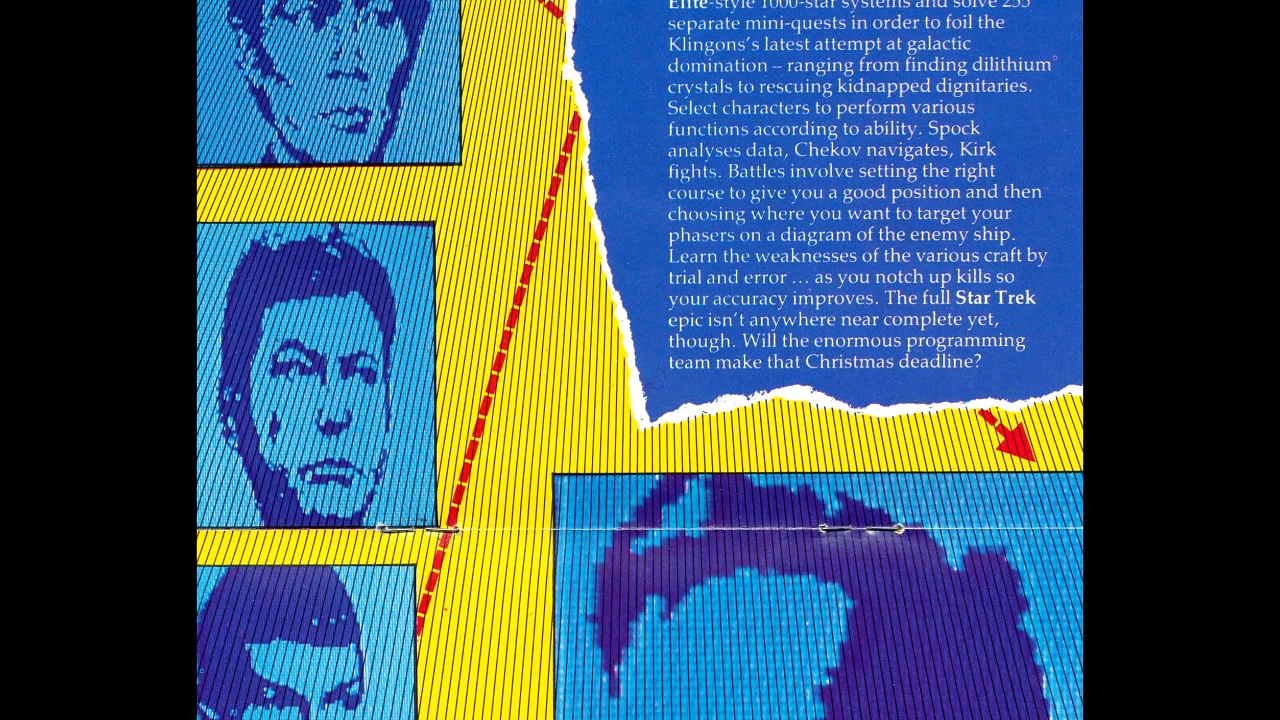 Elite-style 1000-star systems and solve 255
separate mini-quests in order to foil the
Klingons's latest attempt at galactic
domination – ranging from finding dilithium
crystals to rescuing kidnapped dignitaries.
Select characters to perform various
functions according to ability. Spock
analyses data, Chekov navigates, Kirk
fights. Battles involve setting the right
course to give you a good position and then
choosing where you want to target your
phasers on a diagram of the enemy ship.
Learn the weaknesses of the various craft by
trial and error ... as you notch up kills so
your accuracy improves. The full Star Trek
epic isn't anywhere near complete yet,
though. Will the enormous programming
team make that Christmas deadline?